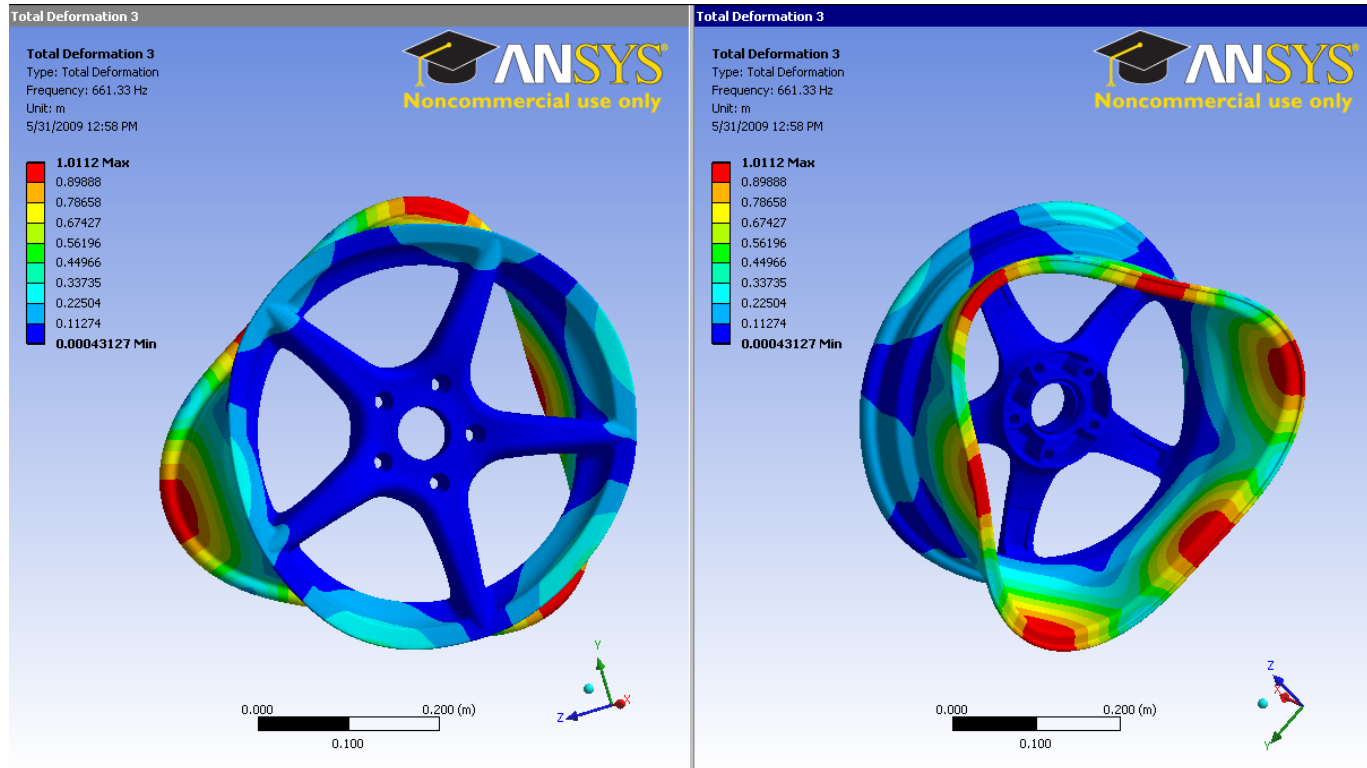 Total Deformation 3
Total Deformation 3
Type: Total Deformation
Frequency: 661.33 Hz
Unit: m
5/31/2009 12:58 PM
ANSYS®
Noncommercial use only
1.0112 Max
0.89888
0.78658
0.67427
0.56196
0.44966
0.33735
0.22504
0.11274
0.00043127 Min
0.000
0.200 (m)
0.100
Y
X
Z
Total Deformation 3
Total Deformation 3
Type: Total Deformation
Frequency: 661.33 Hz
Unit: m
5/31/2009 12:58 PM
ANSYS®
Noncommercial use only
1.0112 Max
0.89888
0.78658
0.67427
0.56196
0.44966
0.33735
0.22504
0.11274
0.00043127 Min
0.000
0.200 (m)
0.100
Z
X
Y